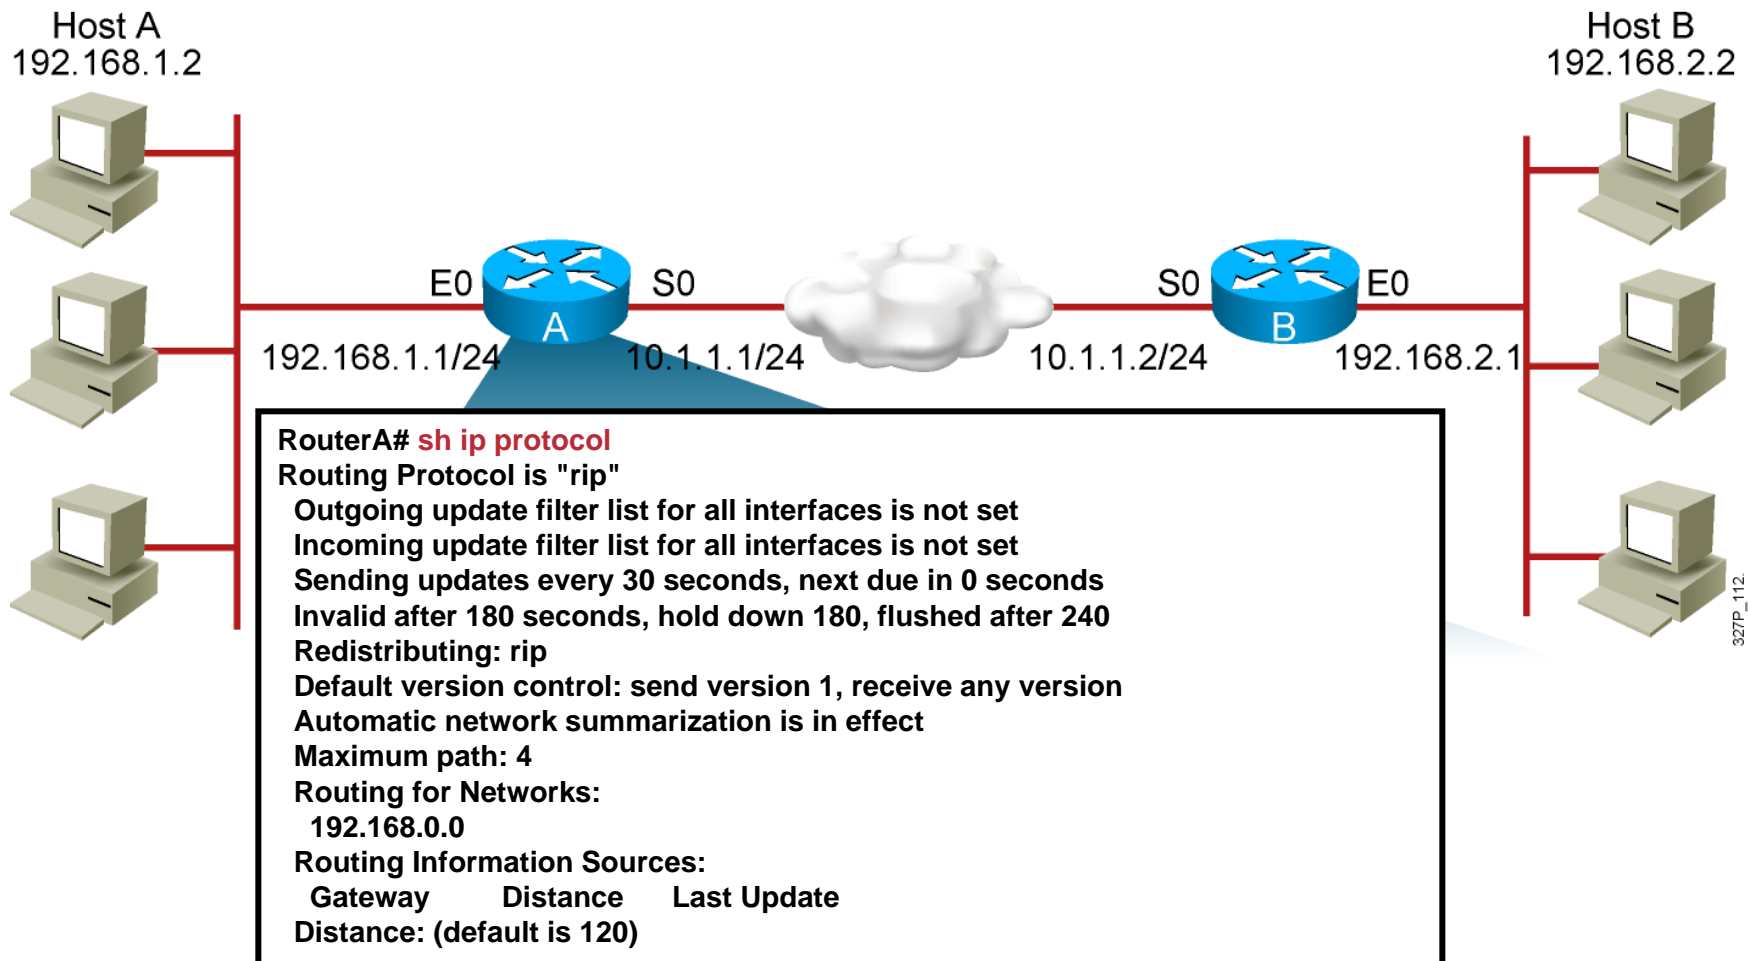 Host A
192.168.1.2
Host B
192.168.2.2
E0
S0
S0
E0
A
B
192.168.1.1/24
10.1.1.1/24
10.1.1.2/24
192.168.2.1
RouterA# sh ip protocol
Routing Protocol is "rip"
Outgoing update filter list for all interfaces is not set
Incoming update filter list for all interfaces is not set
Sending updates every 30 seconds, next due in 0 seconds
Invalid after 180 seconds, hold down 180, flushed after 240
Redistributing: rip
Default version control: send version 1, receive any version
Automatic network summarization is in effect
Maximum path: 4
Routing for Networks:
192.168.0.0
Routing Information Sources:
Gateway Distance Last Update
Distance: (default is 120)
327P_112.